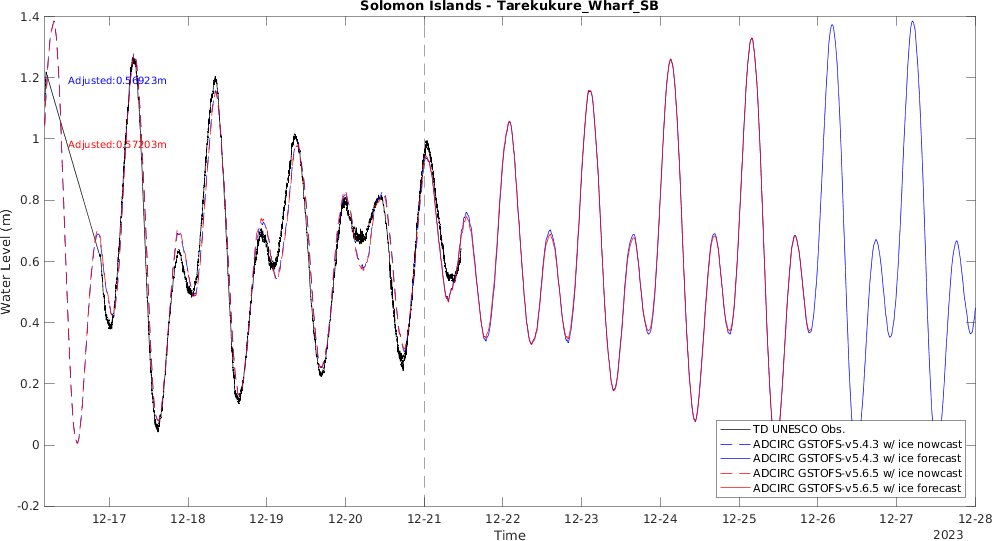 Solomon Islands - Tarekukure_Wharf_SB
1.4
1.2
1
0.8
0.6
0.4
0.2
0
-0.2
Water Level (m)
Adjusted:0.56923m
Adjusted:0.57203m
TD UNESCO Obs.
ADCIRC GSTOFS-v5.4.3 w/ ice nowcast
ADCIRC GSTOFS-v5.4.3 w/ ice forecast
ADCIRC GSTOFS-v5.6.5 w/ ice nowcast
ADCIRC GSTOFS-v5.6.5 w/ ice forecast
12-17 12-18 12-19 12-20 12-21 12-22 12-23 12-24 12-25 12-26 12-27 12-28
Time
2023